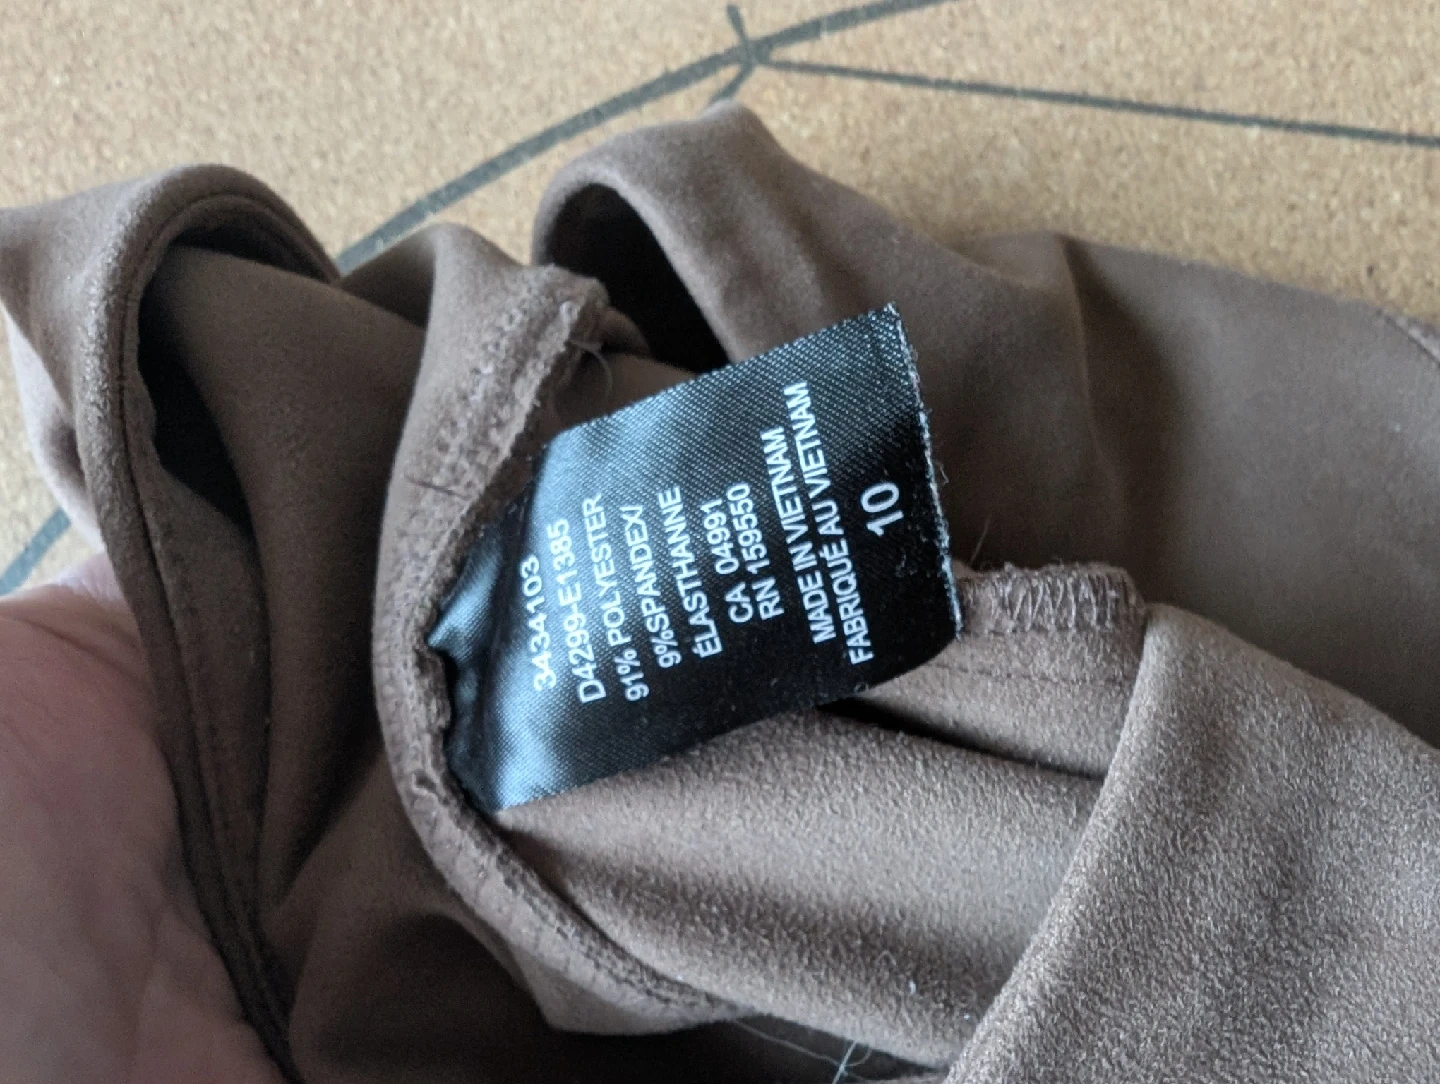 3434103
D4299-E1385
91% POLYESTER
9%SPANDEX/
ÉLASTHANNE
CA 04991
RN 159550
MADE IN VIETNAM
FABRIQUÉ AU VIETNAM
10